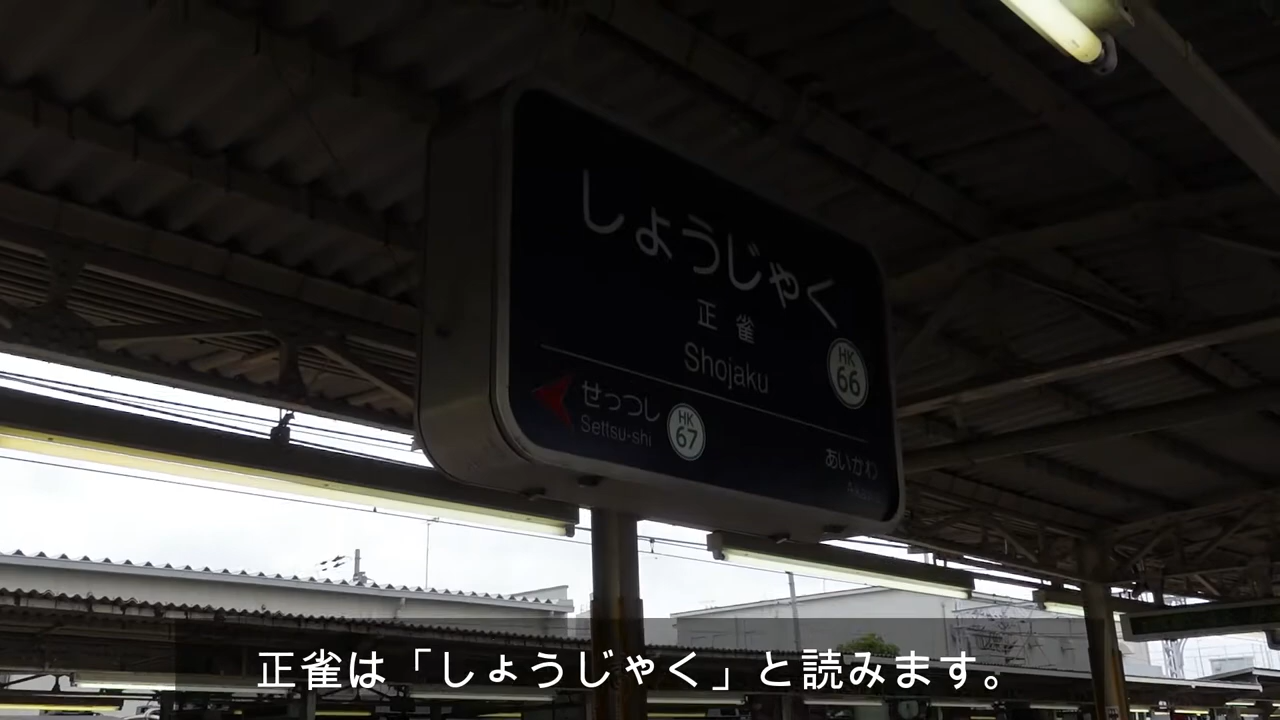 しょうじゃく
正雀
Shojaku
HK
66
せっつし
Settsu-shi
HK
67
あいかわ
正雀は「しょうじゃく」と読みます。